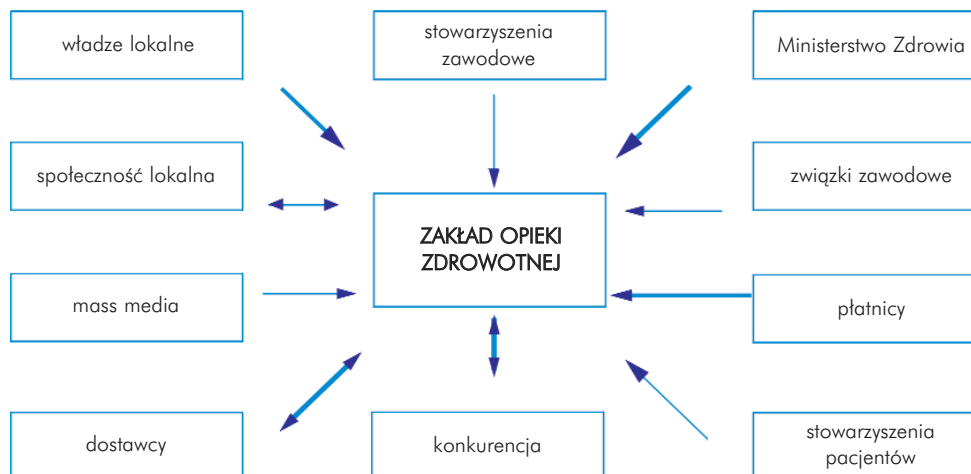 władze lokalne
stowarzyszenia
zawodowe
Ministerstwo Zdrowia
społeczność lokalna
związki zawodowe
ZAKŁAD OPIEKI
ZDROWOTNEJ
mass media
płatnicy
dostawcy
konkurencja
stowarzyszenia
pacjentów